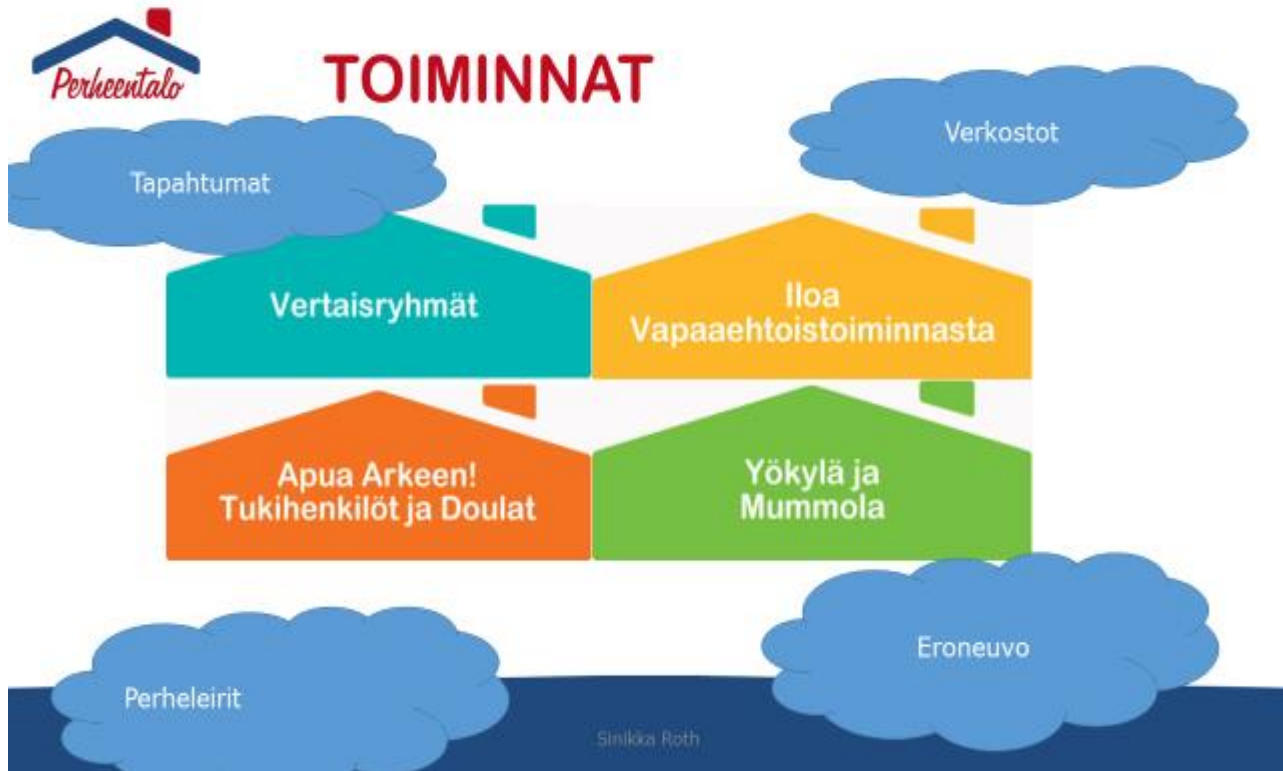 Perheentalo
TOIMINNAT
Verkostot
Tapahtumat
Vertaisryhmät
Iloa
Vapaaehtoistoiminnasta
Apua Arkeen!
Tukihenkilöt ja Doulat
Yökylä ja
Mummola
Eroneuvo
Perheleirit
Sinikka Roth